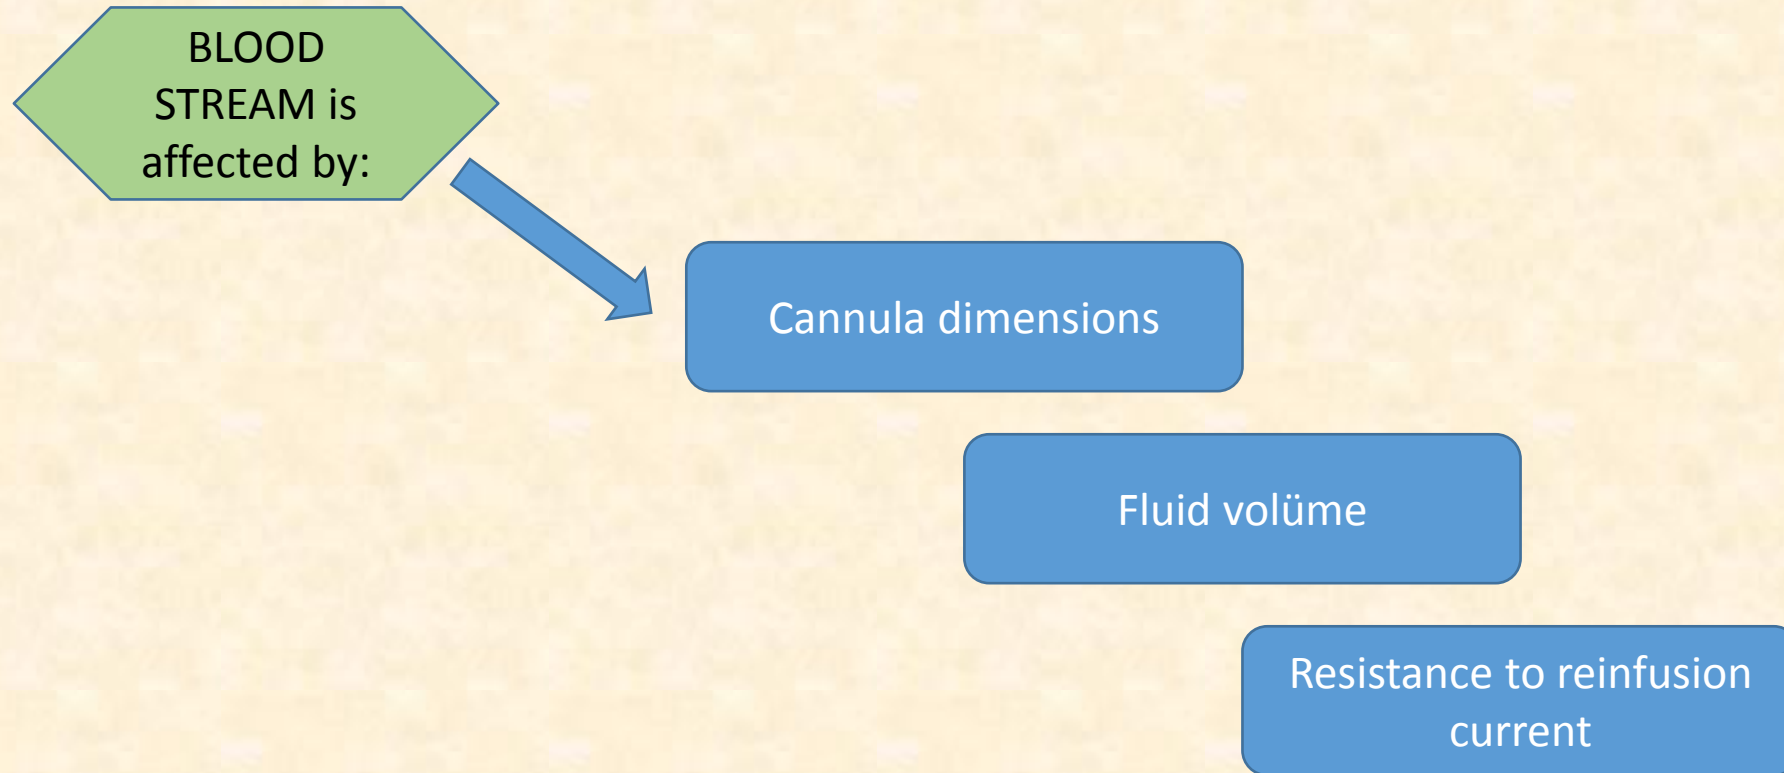 BLOOD
STREAM is
affected by:
Cannula dimensions
Fluid volüme
Resistance to reinfusion
current